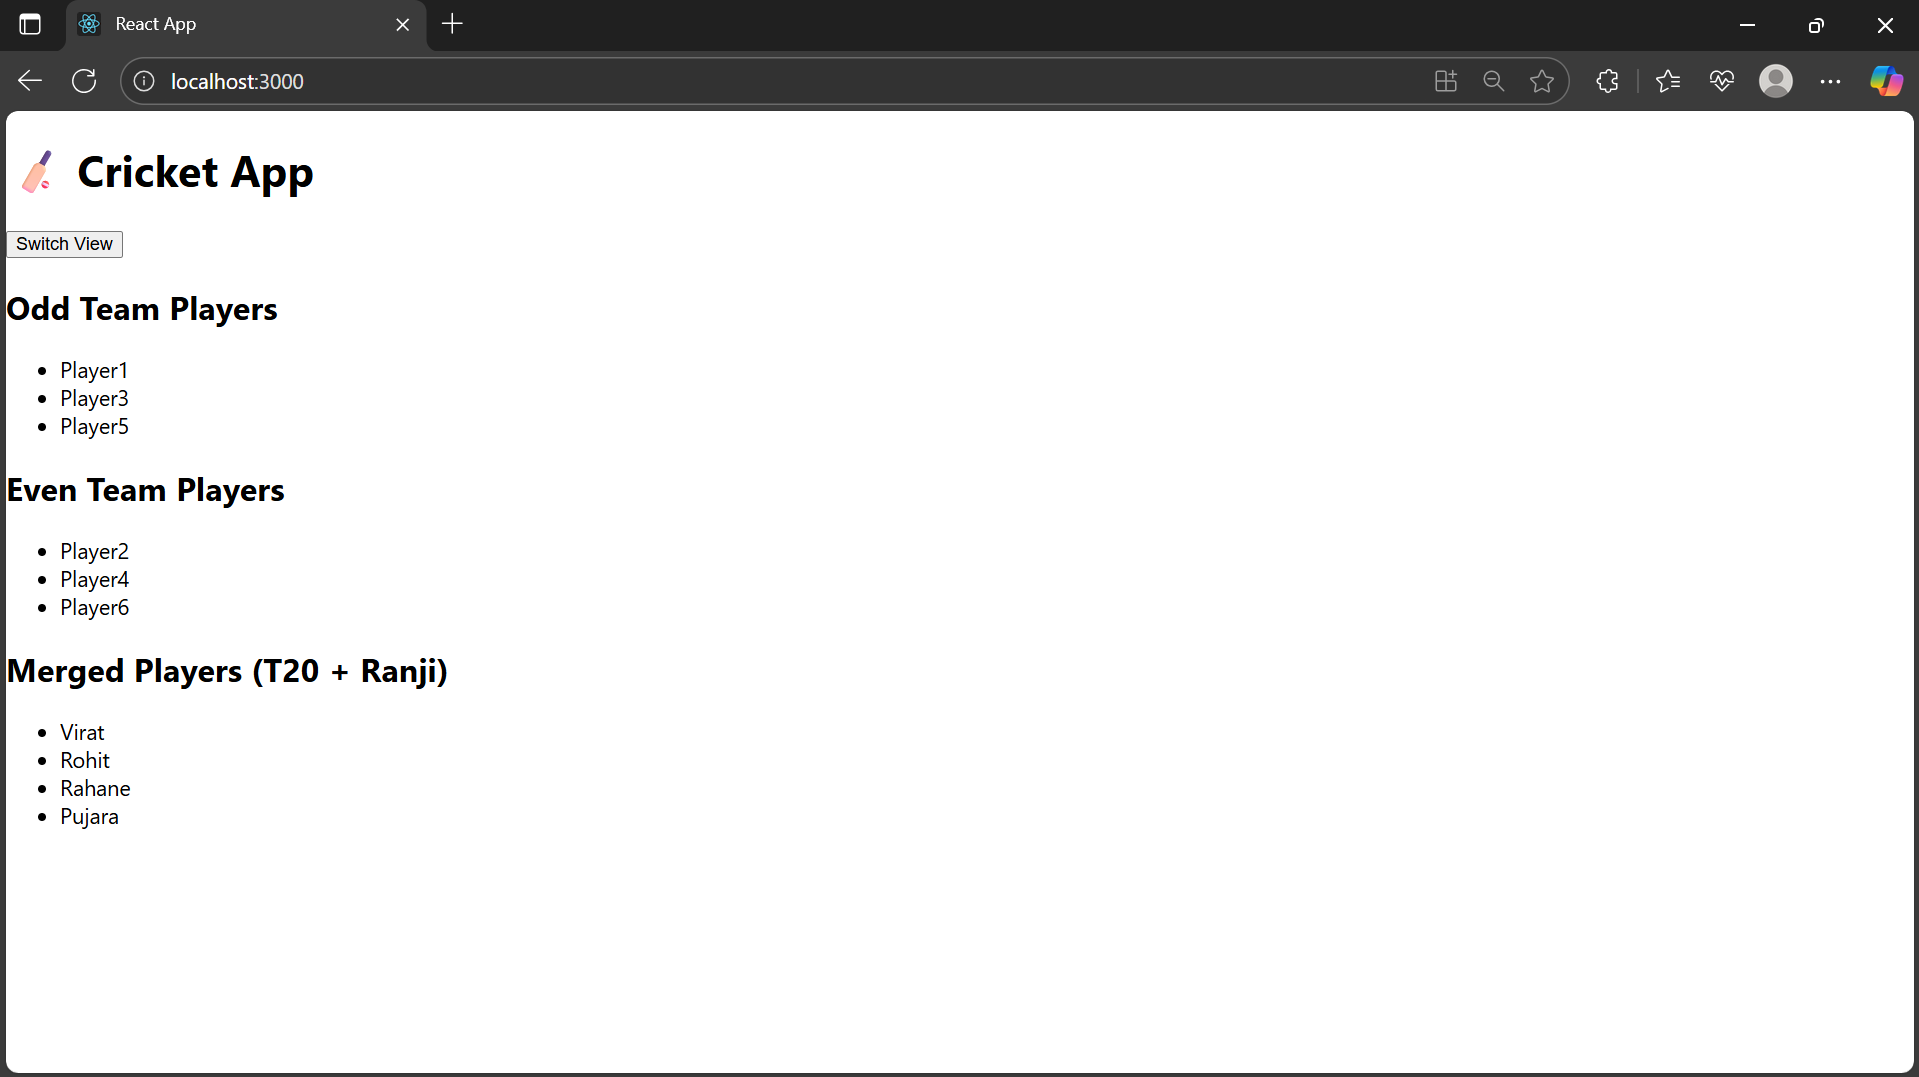 React App
localhost:3000
Cricket App
Switch View
Odd Team Players
Player1
Player3
Player5
Even Team Players
Player2
Player4
Player6
Merged Players (T20 + Ranji)
Virat
Rohit
Rahane
Pujara